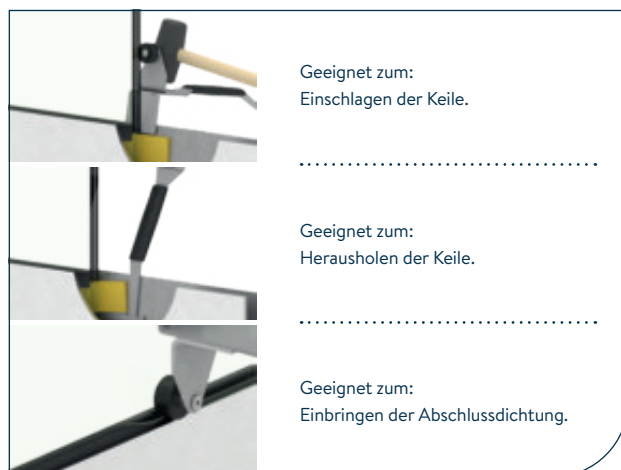 Geeignet zum:
Einschlagen der Keile.
Geeignet zum:
Herausholen der Keile.
Geeignet zum:
Einbringen der Abschlussdichtung.